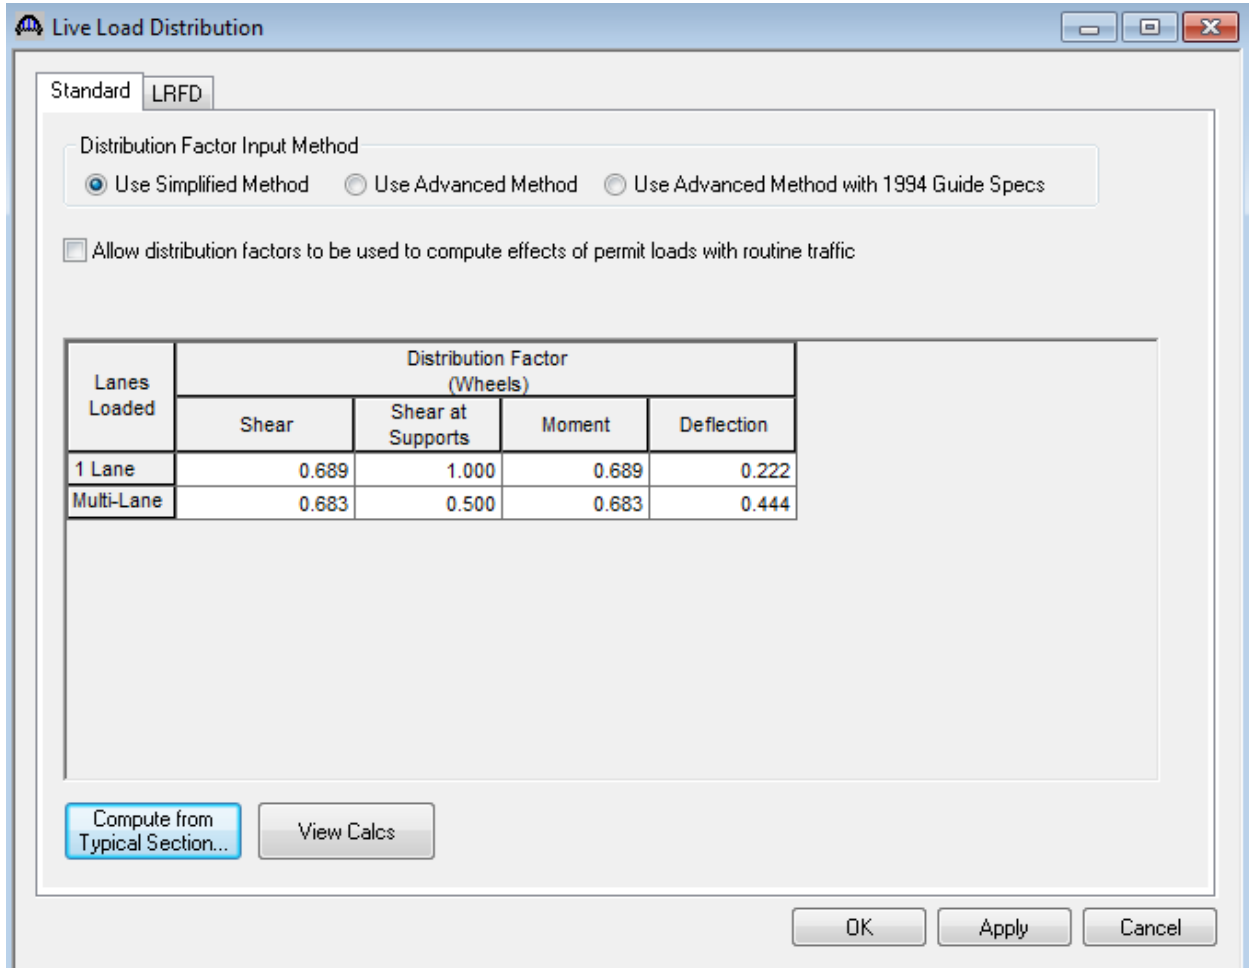 Live Load Distribution
Standard
LRFD
Distribution Factor Input Method
Use Simplified Method
Use Advanced Method
Use Advanced Method with 1994 Guide Specs
Allow distribution factors to be used to compute effects of permit loads with routine traffic
Lanes
Loaded
Distribution Factor
(Wheels)
Shear
Shear at
Supports
Moment
Deflection
1 Lane 0.689 1.000 0.689 0.222
Multi-Lane 0.683 0.500 0.683 0.444
Compute from
Typical Section...
View Calcs
OK
Apply
Cancel